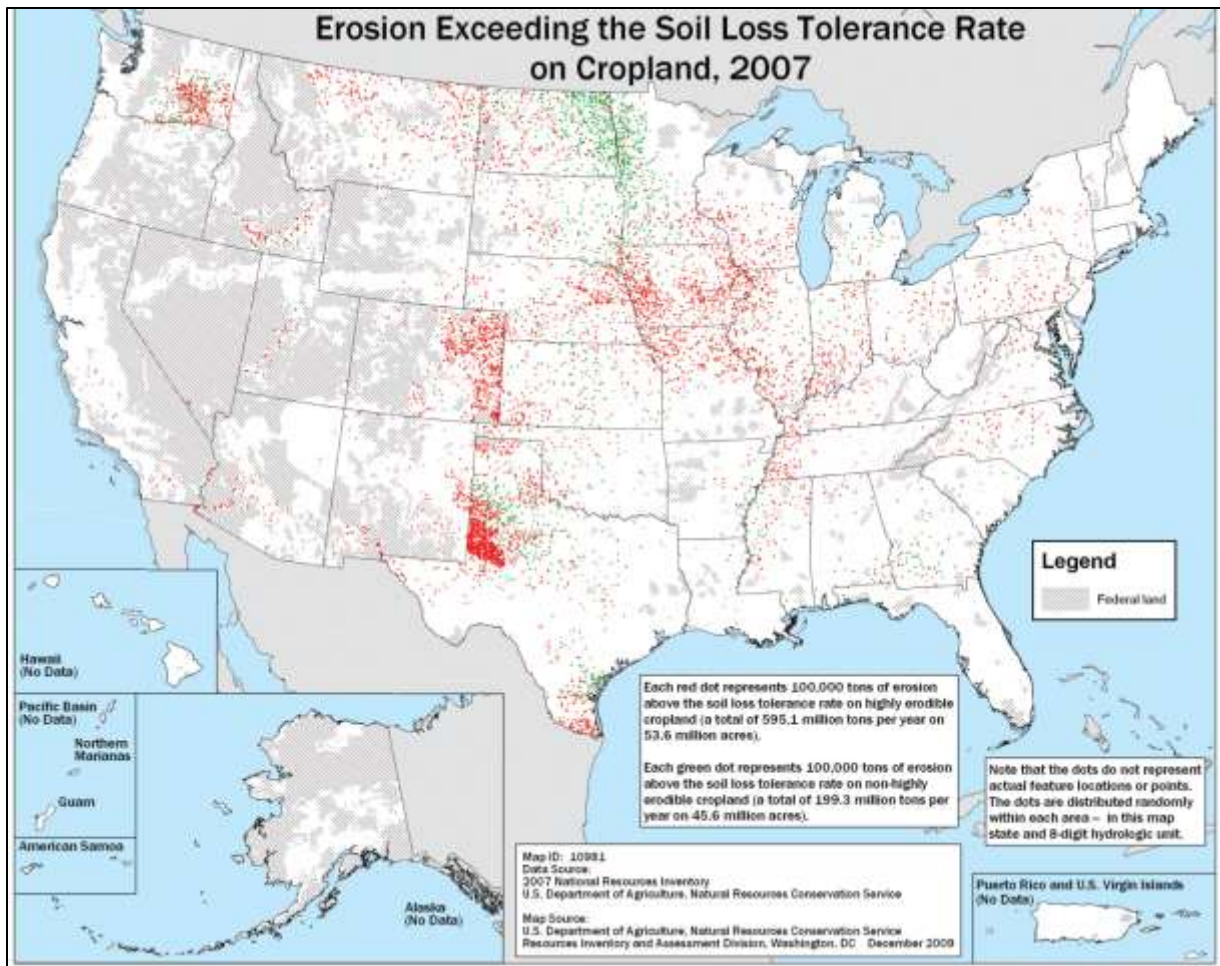 Erosion Exceeding the Soil Loss Tolerance Rate
on Cropland, 2007
Legend
Federal land
Hawaii
(No Data)
Pacific Basin
(No Data)
Northern
Marianas
Guam
American Samoa
Alaska
(No Data)
Each red dot represents 100,000 tons of erosion
above the soil loss tolerance rate on highly erodible
cropland (a total of 595.1 million tons per year on
53.6 million acres).
Each green dot represents 100,000 tons of erosion
above the soil loss tolerance rate on non-highly
erodible cropland (a total of 199.3 million tons per
year on 45.6 million acres).
Note that the dots do not represent
actual feature locations or points.
The dots are distributed randomly
within each area – in this map
state and 8-digit hydrologic unit.
Map ID: 10981
Data Source:
2007 National Resources Inventory
U.S. Department of Agriculture, Natural Resources Conservation Service
Map Source:
U.S. Department of Agriculture, Natural Resources Conservation Service
Resources Inventory and Assessment Division, Washington, DC December 2009
Puerto Rico and U.S. Virgin Islands
(No Data)